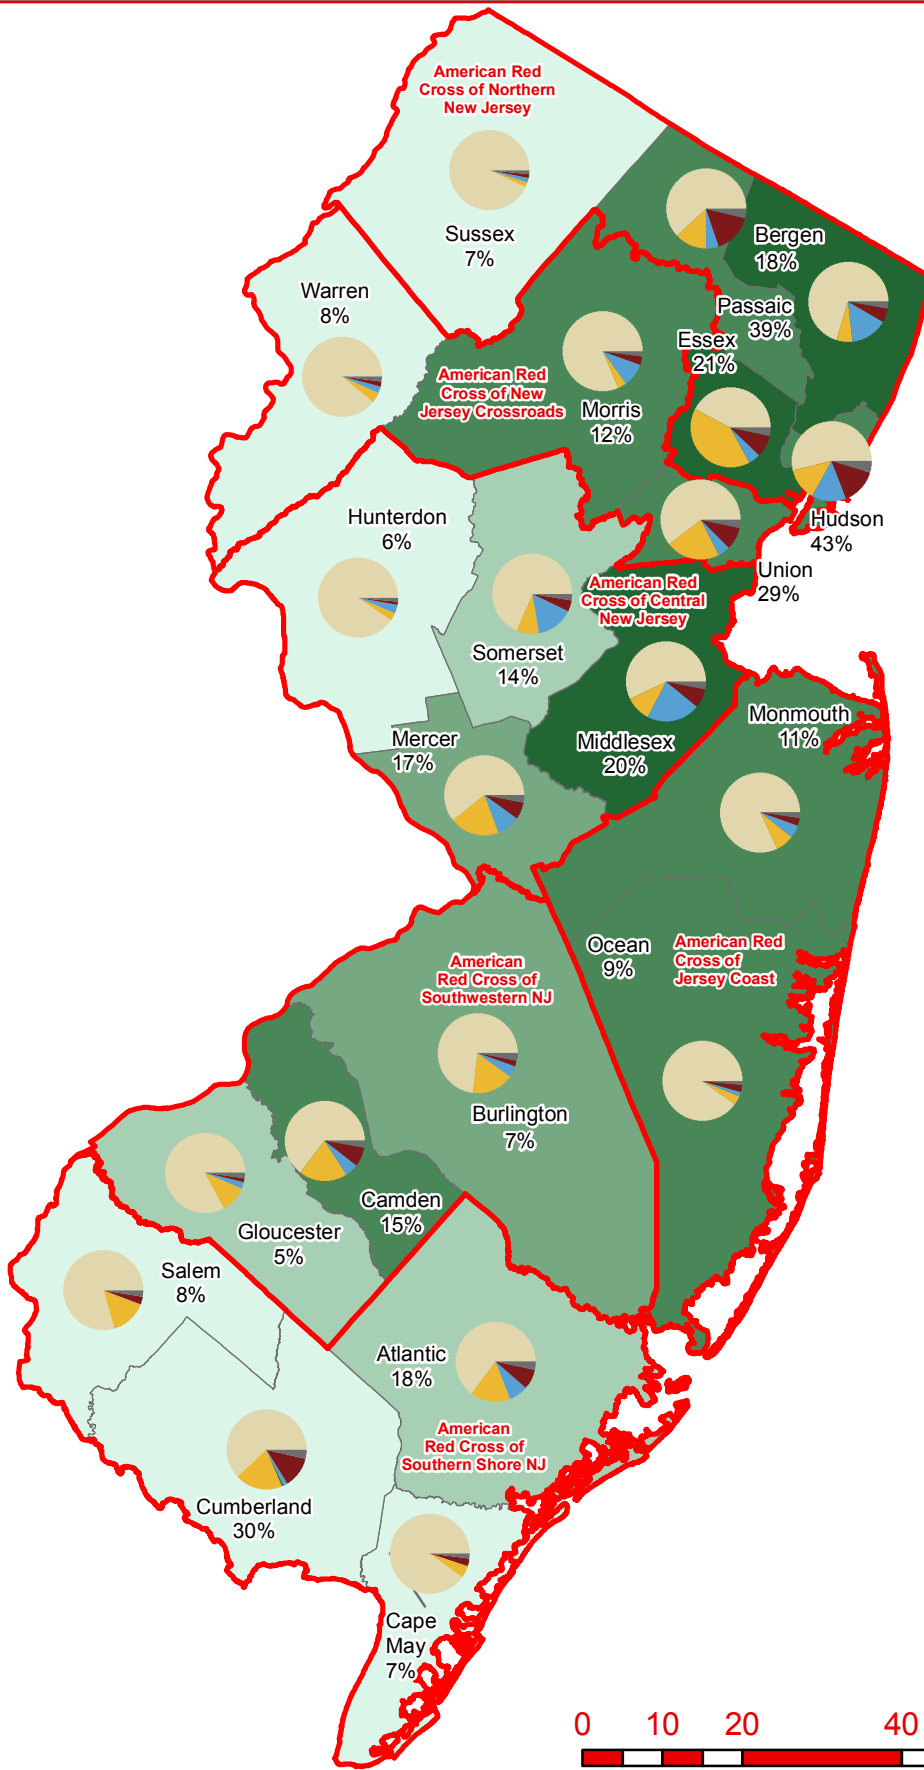 American Red
Cross of Northern
New Jersey
Sussex
7%
Bergen
18%
Warren
8%
Passaic
39%
Essex
21%
American Red
Cross of New
Jersey Crossroads
Morris
12%
Hunterdon
6%
Hudson
43%
Union
29%
American Red
Cross of Central
New Jersey
Somerset
14%
Monmouth
11%
Mercer
17%
Middlesex
20%
Ocean
9%
American Red
Cross of
Jersey Coast
American
Red Cross of
Southwestern NJ
Burlington
7%
Camden
15%
Gloucester
5%
Salem
8%
Atlantic
18%
American
Red Cross of
Southern Shore NJ
Cumberland
30%
Cape
May
7%
0 10 20 40